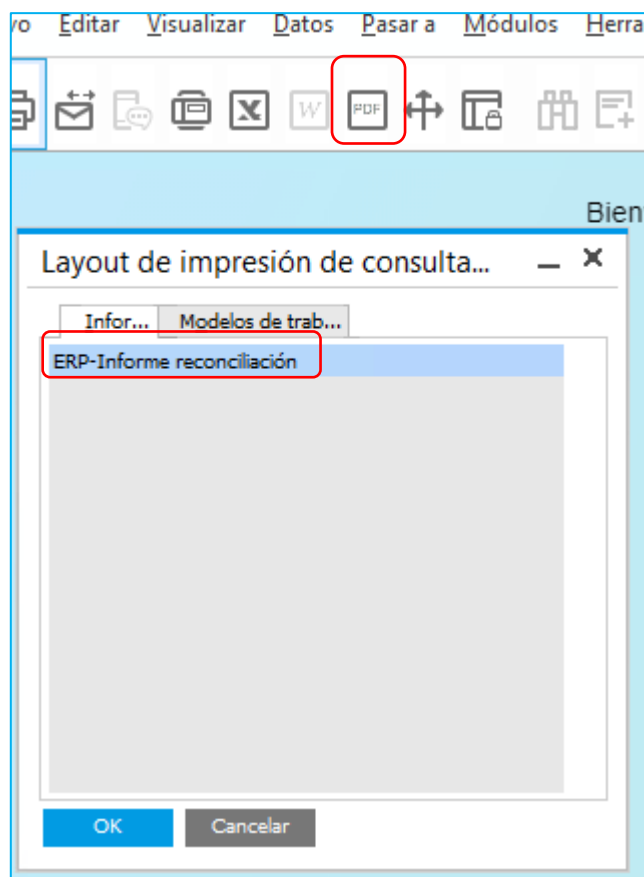 vo Editar Visualizar Datos Pasar a Módulos Herra
W PDF
Bien
Layout de impresión de consulta...
Infor... Modelos de trab...
ERP-Informe reconciliación
OK Cancelar